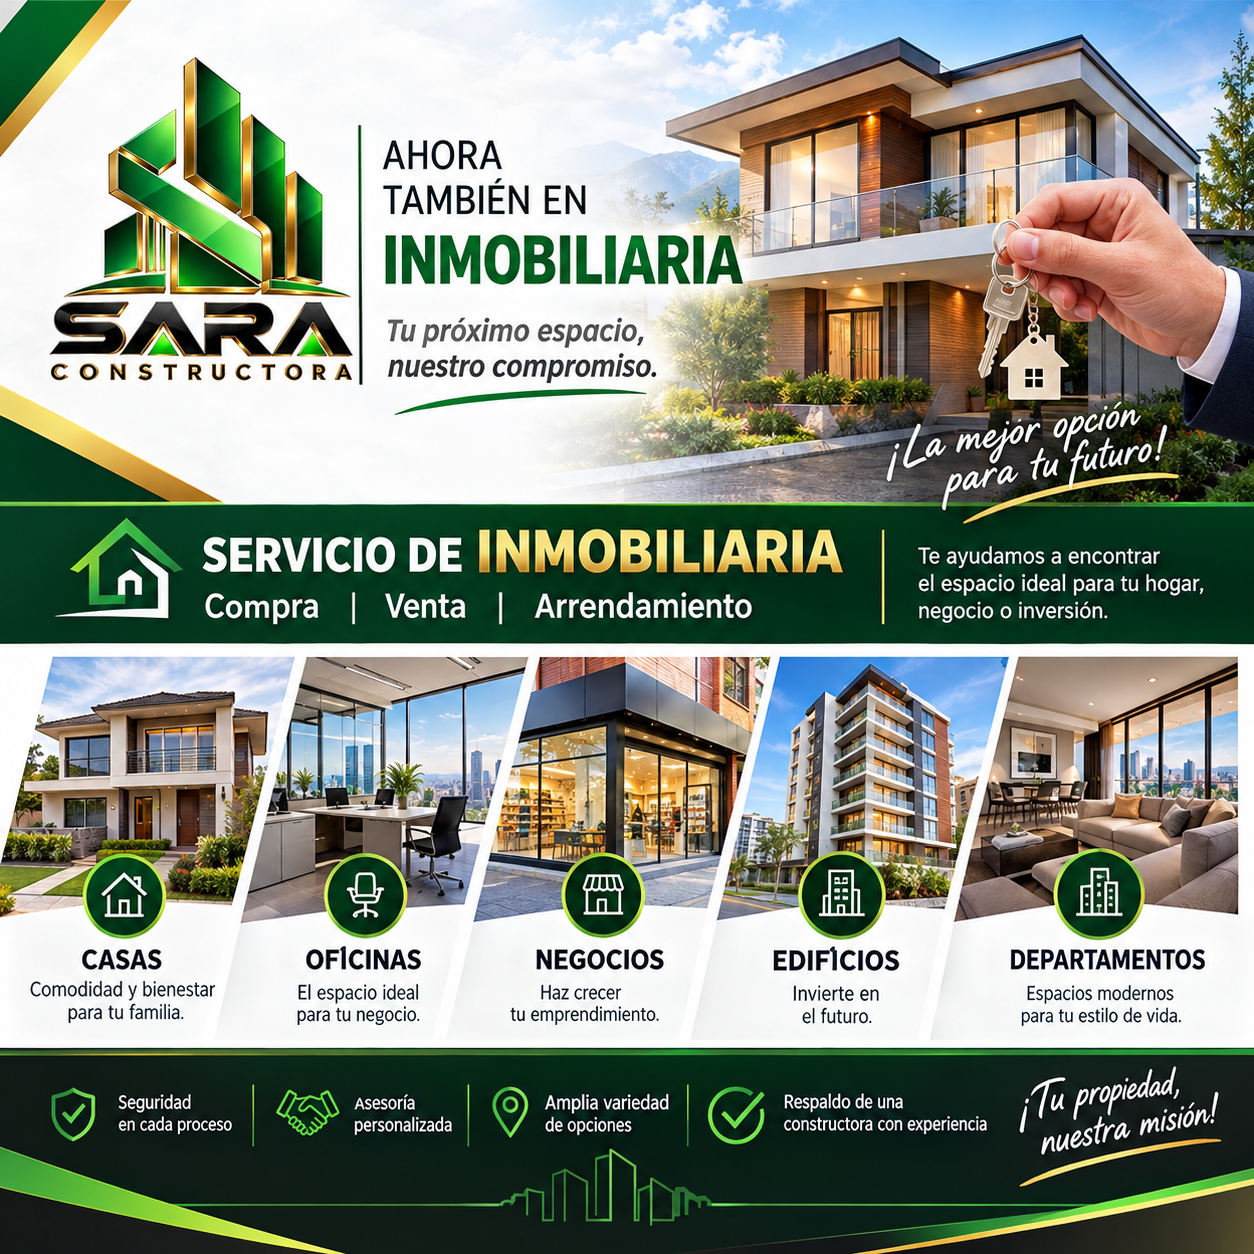 SARA
CONSTRUCTORA
AHORA
TAMBIÉN EN
INMOBILIARIA
Tu próximo espacio,
nuestro compromiso.
¡La mejor opción
para tu futuro!
SERVICIO DE INMOBILIARIA
Compra | Venta | Arrendamiento
Te ayudamos a encontrar
el espacio ideal para tu hogar,
negocio o inversión.
CASAS
Comodidad y bienestar
para tu familia.
OFICINAS
El espacio ideal
para tu negocio.
NEGOCIOS
Haz crecer
tu emprendimiento.
EDIFICIOS
Invierte en
el futuro.
DEPARTAMENTOS
Espacios modernos
para tu estilo de vida.
Seguridad
en cada proceso
Asesoría
personalizada
Amplia variedad
de opciones
Respaldo de una
constructora con experiencia
¡Tu propiedad,
nuestra misión!